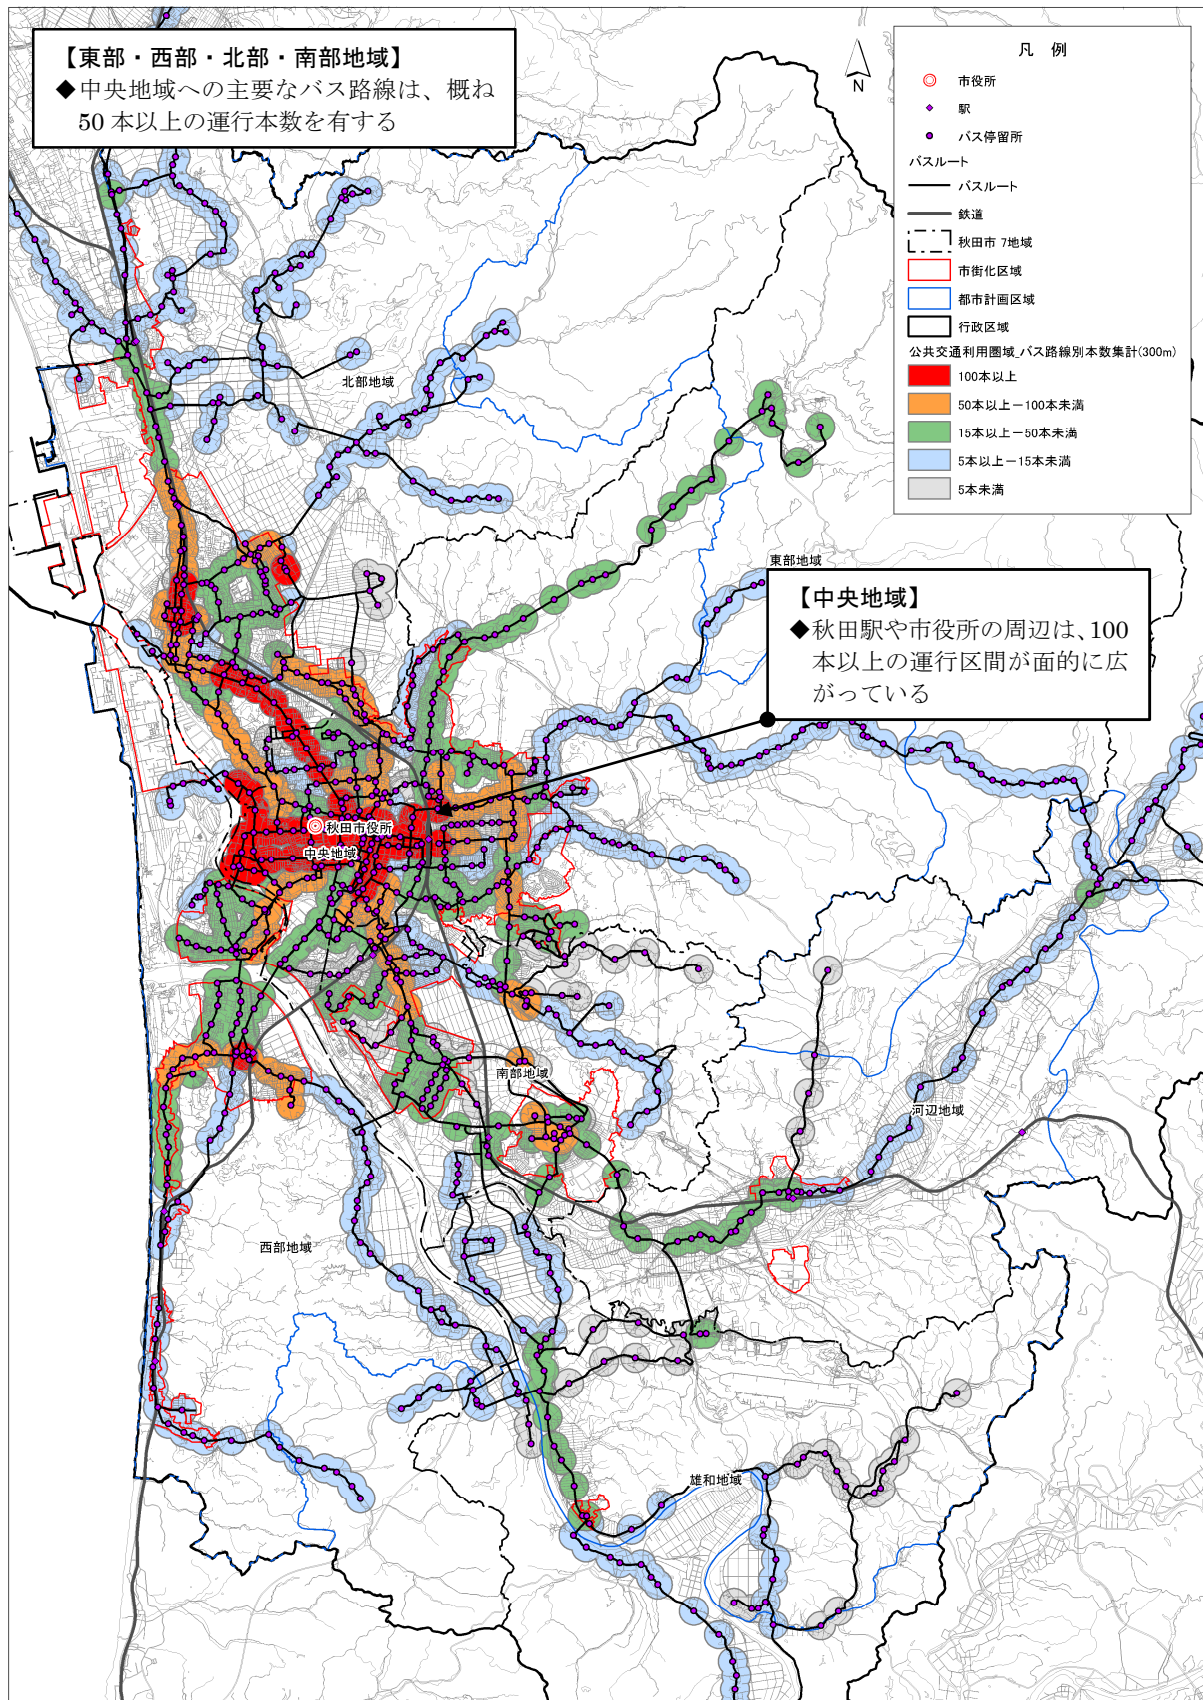 【東部・西部・北部・南部地域】
◆中央地域への主要なバス路線は、概ね
50 本以上の運行本数を有する
N
凡 例
市役所
駅
バス停留所
バスルート
バスルート
鉄道
秋田市 7地域
市街化区域
都市計画区域
行政区域
公共交通利用圏域_バス路線別本数集計(300m)
100本以上
50本以上－100本未満
15本以上－50本未満
5本以上－15本未満
5本未満
北部地域
東部地域
【中央地域】
◆秋田駅や市役所の周辺は、100
本以上の運行区間が面的に広
がっている
秋田市役所
中央地域
南部地域
河辺地域
西部地域
雄和地域